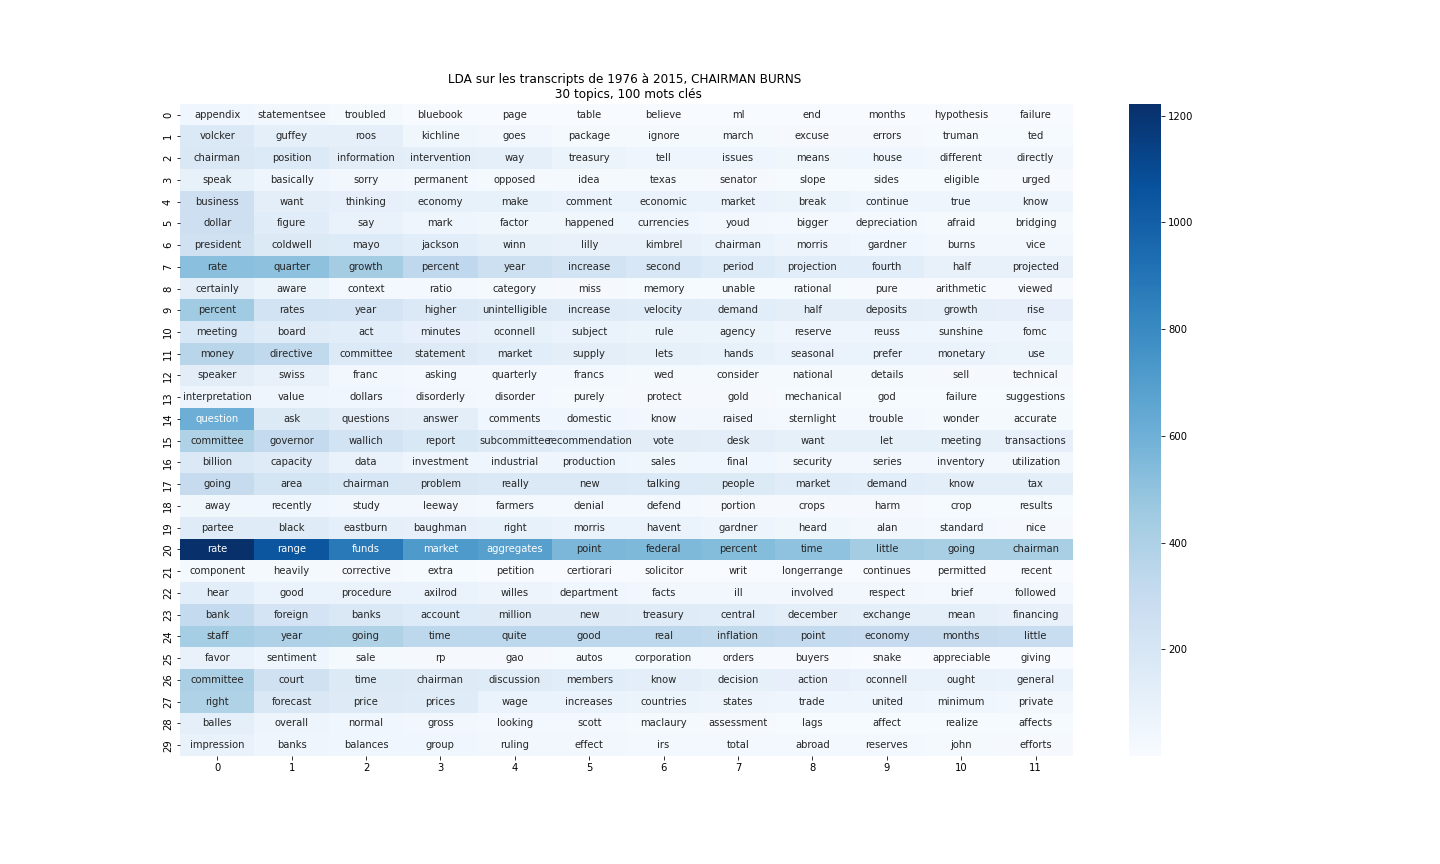 LDA sur les transcripts de 1976 à 2015, CHAIRMAN BURNS
30 topics, 100 mots clés
0 appendix statementsee troubled bluebook page table believe ml end months hypothesis failure
1 volcker guffey roos kichline goes package ignore march excuse errors truman ted
2 chairman position information intervention way treasury tell issues means house different directly
3 speak basically sorry permanent opposed idea texas senator slope sides eligible urged
4 business want thinking economy make comment economic market break continue true know
5 dollar figure say mark factor happened currencies youd bigger depreciation afraid bridging
6 president coldwell mayo jackson winn lilly kimbrel chairman morris gardner burns vice
7 rate quarter growth percent year increase second period projection fourth half projected
8 certainly aware context ratio category miss memory unable rational pure arithmetic viewed
9 percent rates year higher unintelligible increase velocity demand half deposits growth rise
10 meeting board act minutes oconnell subject rule agency reserve reuss sunshine fomc
11 money directive committee statement market supply lets hands seasonal prefer monetary use
12 speaker swiss franc asking quarterly francs wed consider national details sell technical
13 interpretation value dollars disorderly disorder purely protect gold mechanical god failure suggestions
14 question ask questions answer comments domestic know raised sternlight trouble wonder accurate
15 committee governor wallich report subcommittee recommendation vote desk want let meeting transactions
16 billion capacity data investment industrial production sales final security series inventory utilization
17 going area chairman problem really new talking people market demand know tax
18 away recently study leeway farmers denial defend portion crops harm crop results
19 partee black eastburn baughman right morris havent gardner heard alan standard nice
20 rate range funds market aggregates point federal percent time little going chairman
21 component heavily corrective extra petition certiorari solicitor writ longerrange continues permitted recent
22 hear good procedure axilrod willes department facts ill involved respect brief followed
23 bank foreign banks account million new treasury central december exchange mean financing
24 staff year going time quite good real inflation point economy months little
25 favor sentiment sale rp gao autos corporation orders buyers snake appreciable giving
26 committee court time chairman discussion members know decision action oconnell ought general
27 right forecast price prices wage increases countries states trade united minimum private
28 balles overall normal gross looking scott maclaury assessment lags affect realize affects
29 impression banks balances group ruling effect irs total abroad reserves john efforts
0 1 2 3 4 5 6 7 8 9 10 11
1200
1000
800
600
400
200